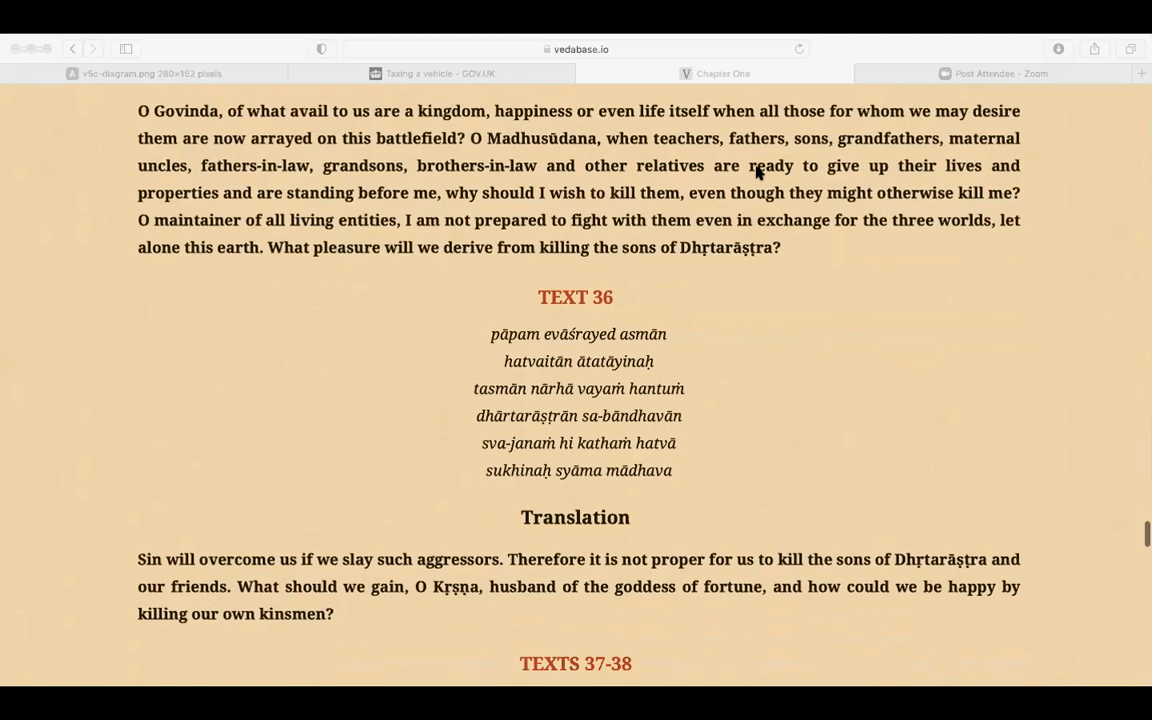 vedabase.io
v6c-diagram.png 280×162 pixels
Taxing a vehicle - GOV.UK
V Chapter One
Post Attendee - Zoom
O Govinda, of what avail to us are a kingdom, happiness or even life itself when all those for whom we may desire
them are now arrayed on this battlefield? O Madhusūdana, when teachers, fathers, sons, grandfathers, maternal
uncles, fathers-in-law, grandsons, brothers-in-law and other relatives are ready to give up their lives and
properties and are standing before me, why should I wish to kill them, even though they might otherwise kill me?
O maintainer of all living entities, I am not prepared to fight with them even in exchange for the three worlds, let
alone this earth. What pleasure will we derive from killing the sons of Dhṛtarāṣṭra?
TEXT 36
pāpam evāśrayed asmān
hatvaitān ātatāyinaḥ
tasmān nārhā vayaṁ hantuṁ
dhārtarāṣṭrān sa-bāndhavān
sva-janaṁ hi kathaṁ hatvā
sukhinaḥ syāma mādhava
Translation
Sin will overcome us if we slay such aggressors. Therefore it is not proper for us to kill the sons of Dhṛtarāṣṭra and
our friends. What should we gain, O Kṛṣṇa, husband of the goddess of fortune, and how could we be happy by
killing our own kinsmen?
TEXTS 37-38